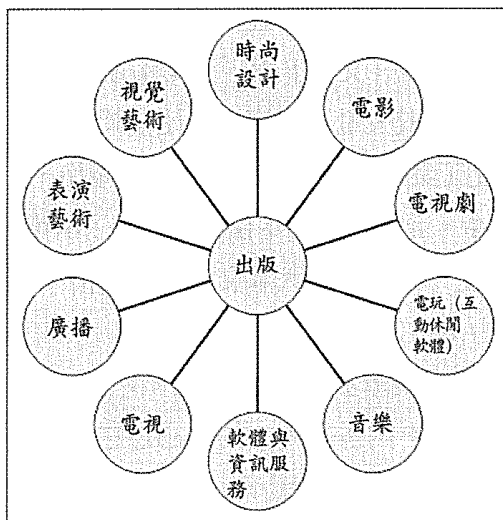 時尚
設計
視覺
藝術
電影
表演
藝術
電視劇
出版
廣播
電玩（互
動休閒
軟體）
電視
音樂
軟體與
資訊服
務